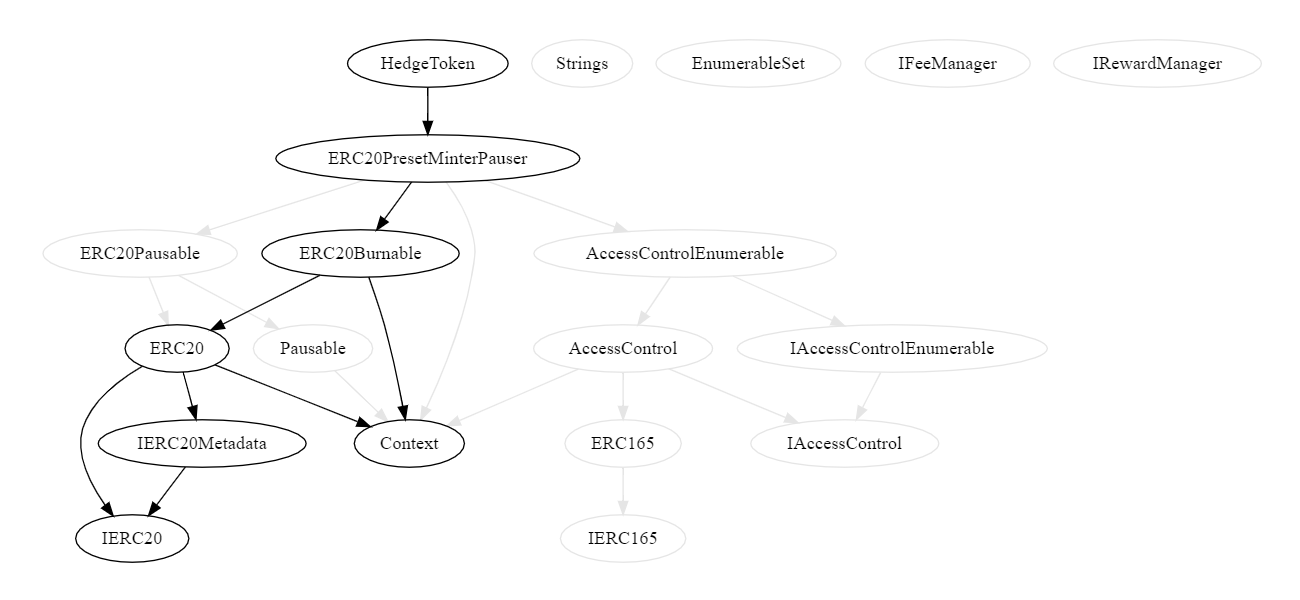 HedgeToken
Strings
EnumerableSet
IFeeManager
IRewardManager
ERC20PresetMinterPauser
ERC20Pausable
ERC20Burnable
AccessControlEnumerable
ERC20
Pausable
AccessControl
IAccessControlEnumerable
IERC20Metadata
Context
ERC165
IAccessControl
IERC20
IERC165